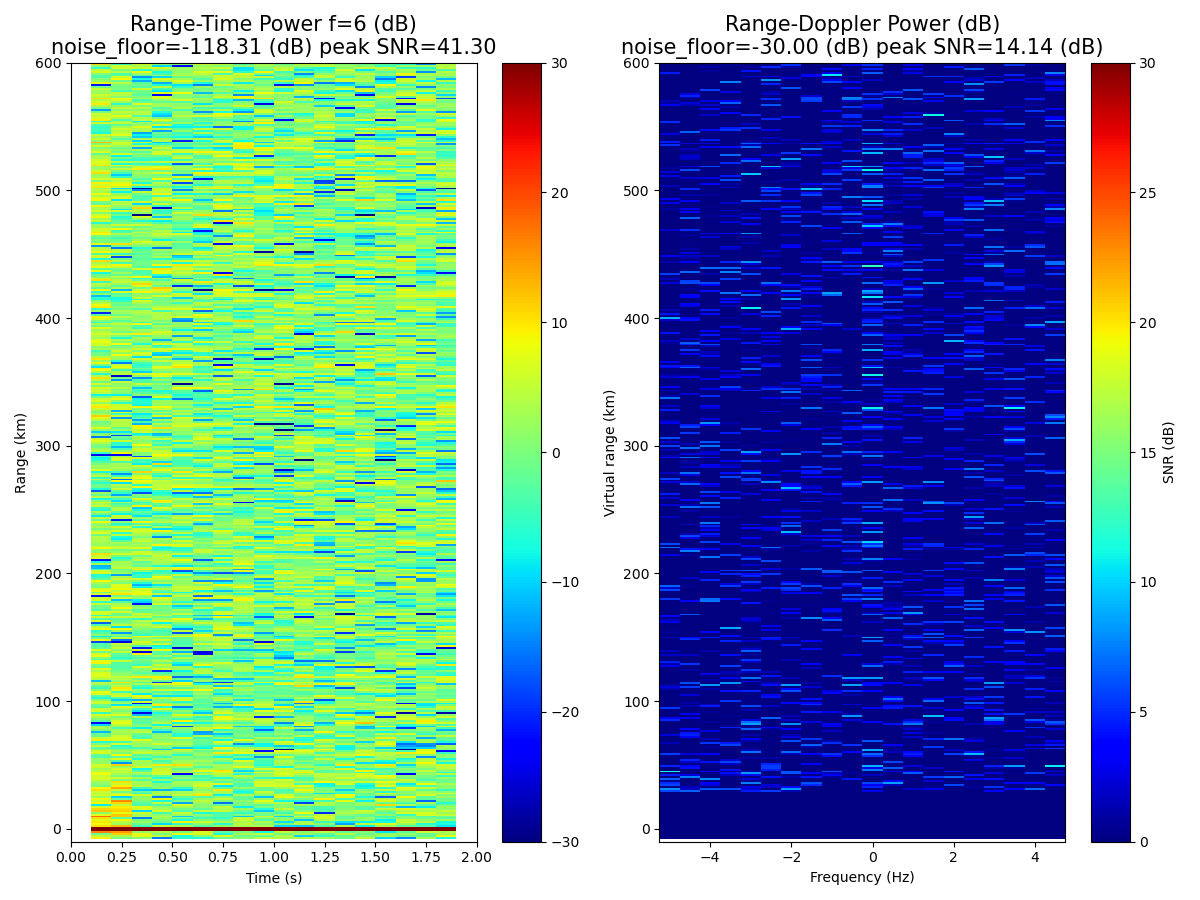 Range-Time Power f=6 (dB)
noise_floor=-118.31 (dB) peak SNR=41.30
Range-Doppler Power (dB)
noise_floor=-30.00 (dB) peak SNR=14.14 (dB)
600
500
400
300
200
100
0
Range (km)
0.00 0.25 0.50 0.75 1.00 1.25 1.50 1.75 2.00
Time (s)
30
20
10
0
−10
−20
−30
600
500
400
300
200
100
0
Virtual range (km)
−4 −2 0 2 4
Frequency (Hz)
30
25
20
15
10
5
0
SNR (dB)